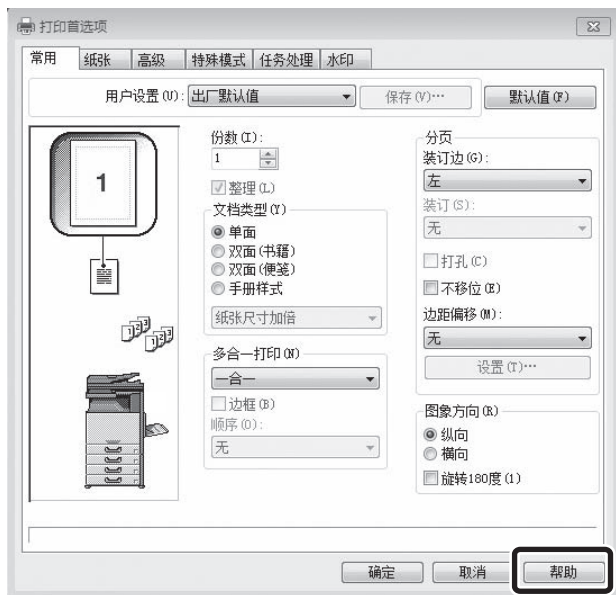 打印首选项
常用 纸张 高级 特殊模式 任务处理 水印
用户设置(U): 出厂默认值 保存(V)… 默认值(F)
1
1 2 3
1 2 3
份数(I):
1
整理(L)
文档类型(Y)
单面
双面(书籍)
双面(便笺)
手册样式
纸张尺寸加倍
多合一打印(N)
一合一
边框(B)
顺序(O):
无
分页
装订边(G):
左
装订(S):
无
打孔(C)
不移位(E)
边距偏移(M):
无
设置(T)…
图象方向(R)
纵向
横向
旋转180度(1)
确定 取消 帮助